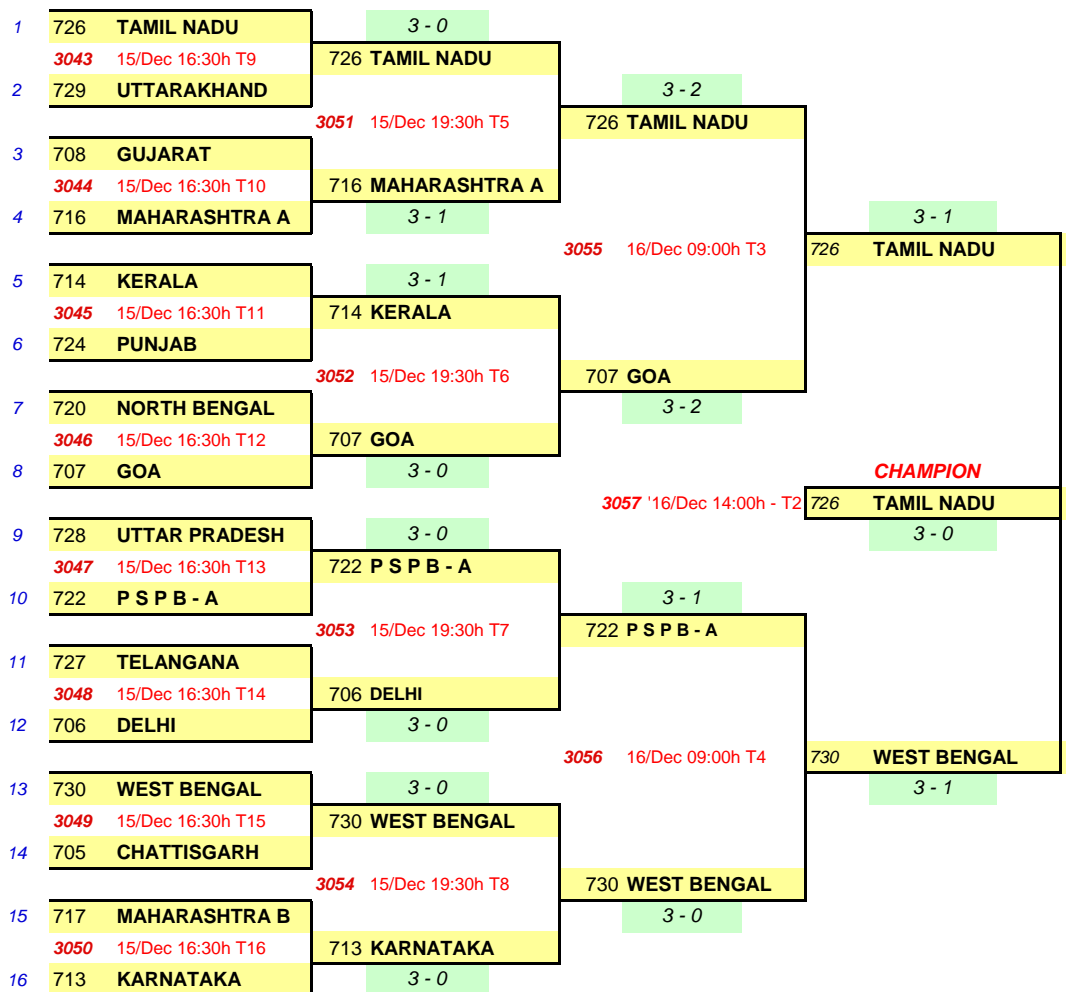 1 726 TAMIL NADU 3 - 0
3043 15/Dec 16:30h T9 726 TAMIL NADU
2 729 UTTARAKHAND 3 - 2
3051 15/Dec 19:30h T5 726 TAMIL NADU
3 708 GUJARAT
3044 15/Dec 16:30h T10 716 MAHARASHTRA A
4 716 MAHARASHTRA A 3 - 1 3 - 1
3055 16/Dec 09:00h T3 726 TAMIL NADU
5 714 KERALA 3 - 1
3045 15/Dec 16:30h T11 714 KERALA
6 724 PUNJAB
3052 15/Dec 19:30h T6 707 GOA
7 720 NORTH BENGAL 3 - 2
3046 15/Dec 16:30h T12 707 GOA
8 707 GOA 3 - 0 CHAMPION
3057 '16/Dec 14:00h - T2 726 TAMIL NADU
9 728 UTTAR PRADESH 3 - 0 3 - 0
3047 15/Dec 16:30h T13 722 P S P B - A
10 722 P S P B - A 3 - 1
3053 15/Dec 19:30h T7 722 P S P B - A
11 727 TELANGANA
3048 15/Dec 16:30h T14 706 DELHI
12 706 DELHI 3 - 0
3056 16/Dec 09:00h T4 730 WEST BENGAL
13 730 WEST BENGAL 3 - 0 3 - 1
3049 15/Dec 16:30h T15 730 WEST BENGAL
14 705 CHATTISGARH
3054 15/Dec 19:30h T8 730 WEST BENGAL
15 717 MAHARASHTRA B 3 - 0
3050 15/Dec 16:30h T16 713 KARNATAKA
16 713 KARNATAKA 3 - 0